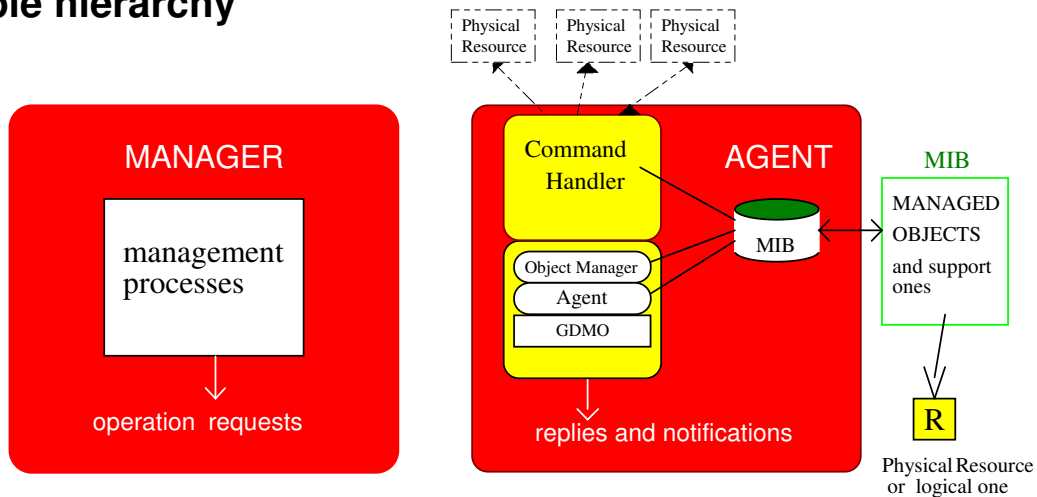 ole hierarchy
Physical
Resource
Physical
Resource
Physical
Resource
MANAGER
management
processes
operation requests
AGENT
Command
Handler
Object Manager
Agent
GDMO
MIB
replies and notifications
MIB
MANAGED
OBJECTS
and support
ones
R
Physical Resource
or logical one